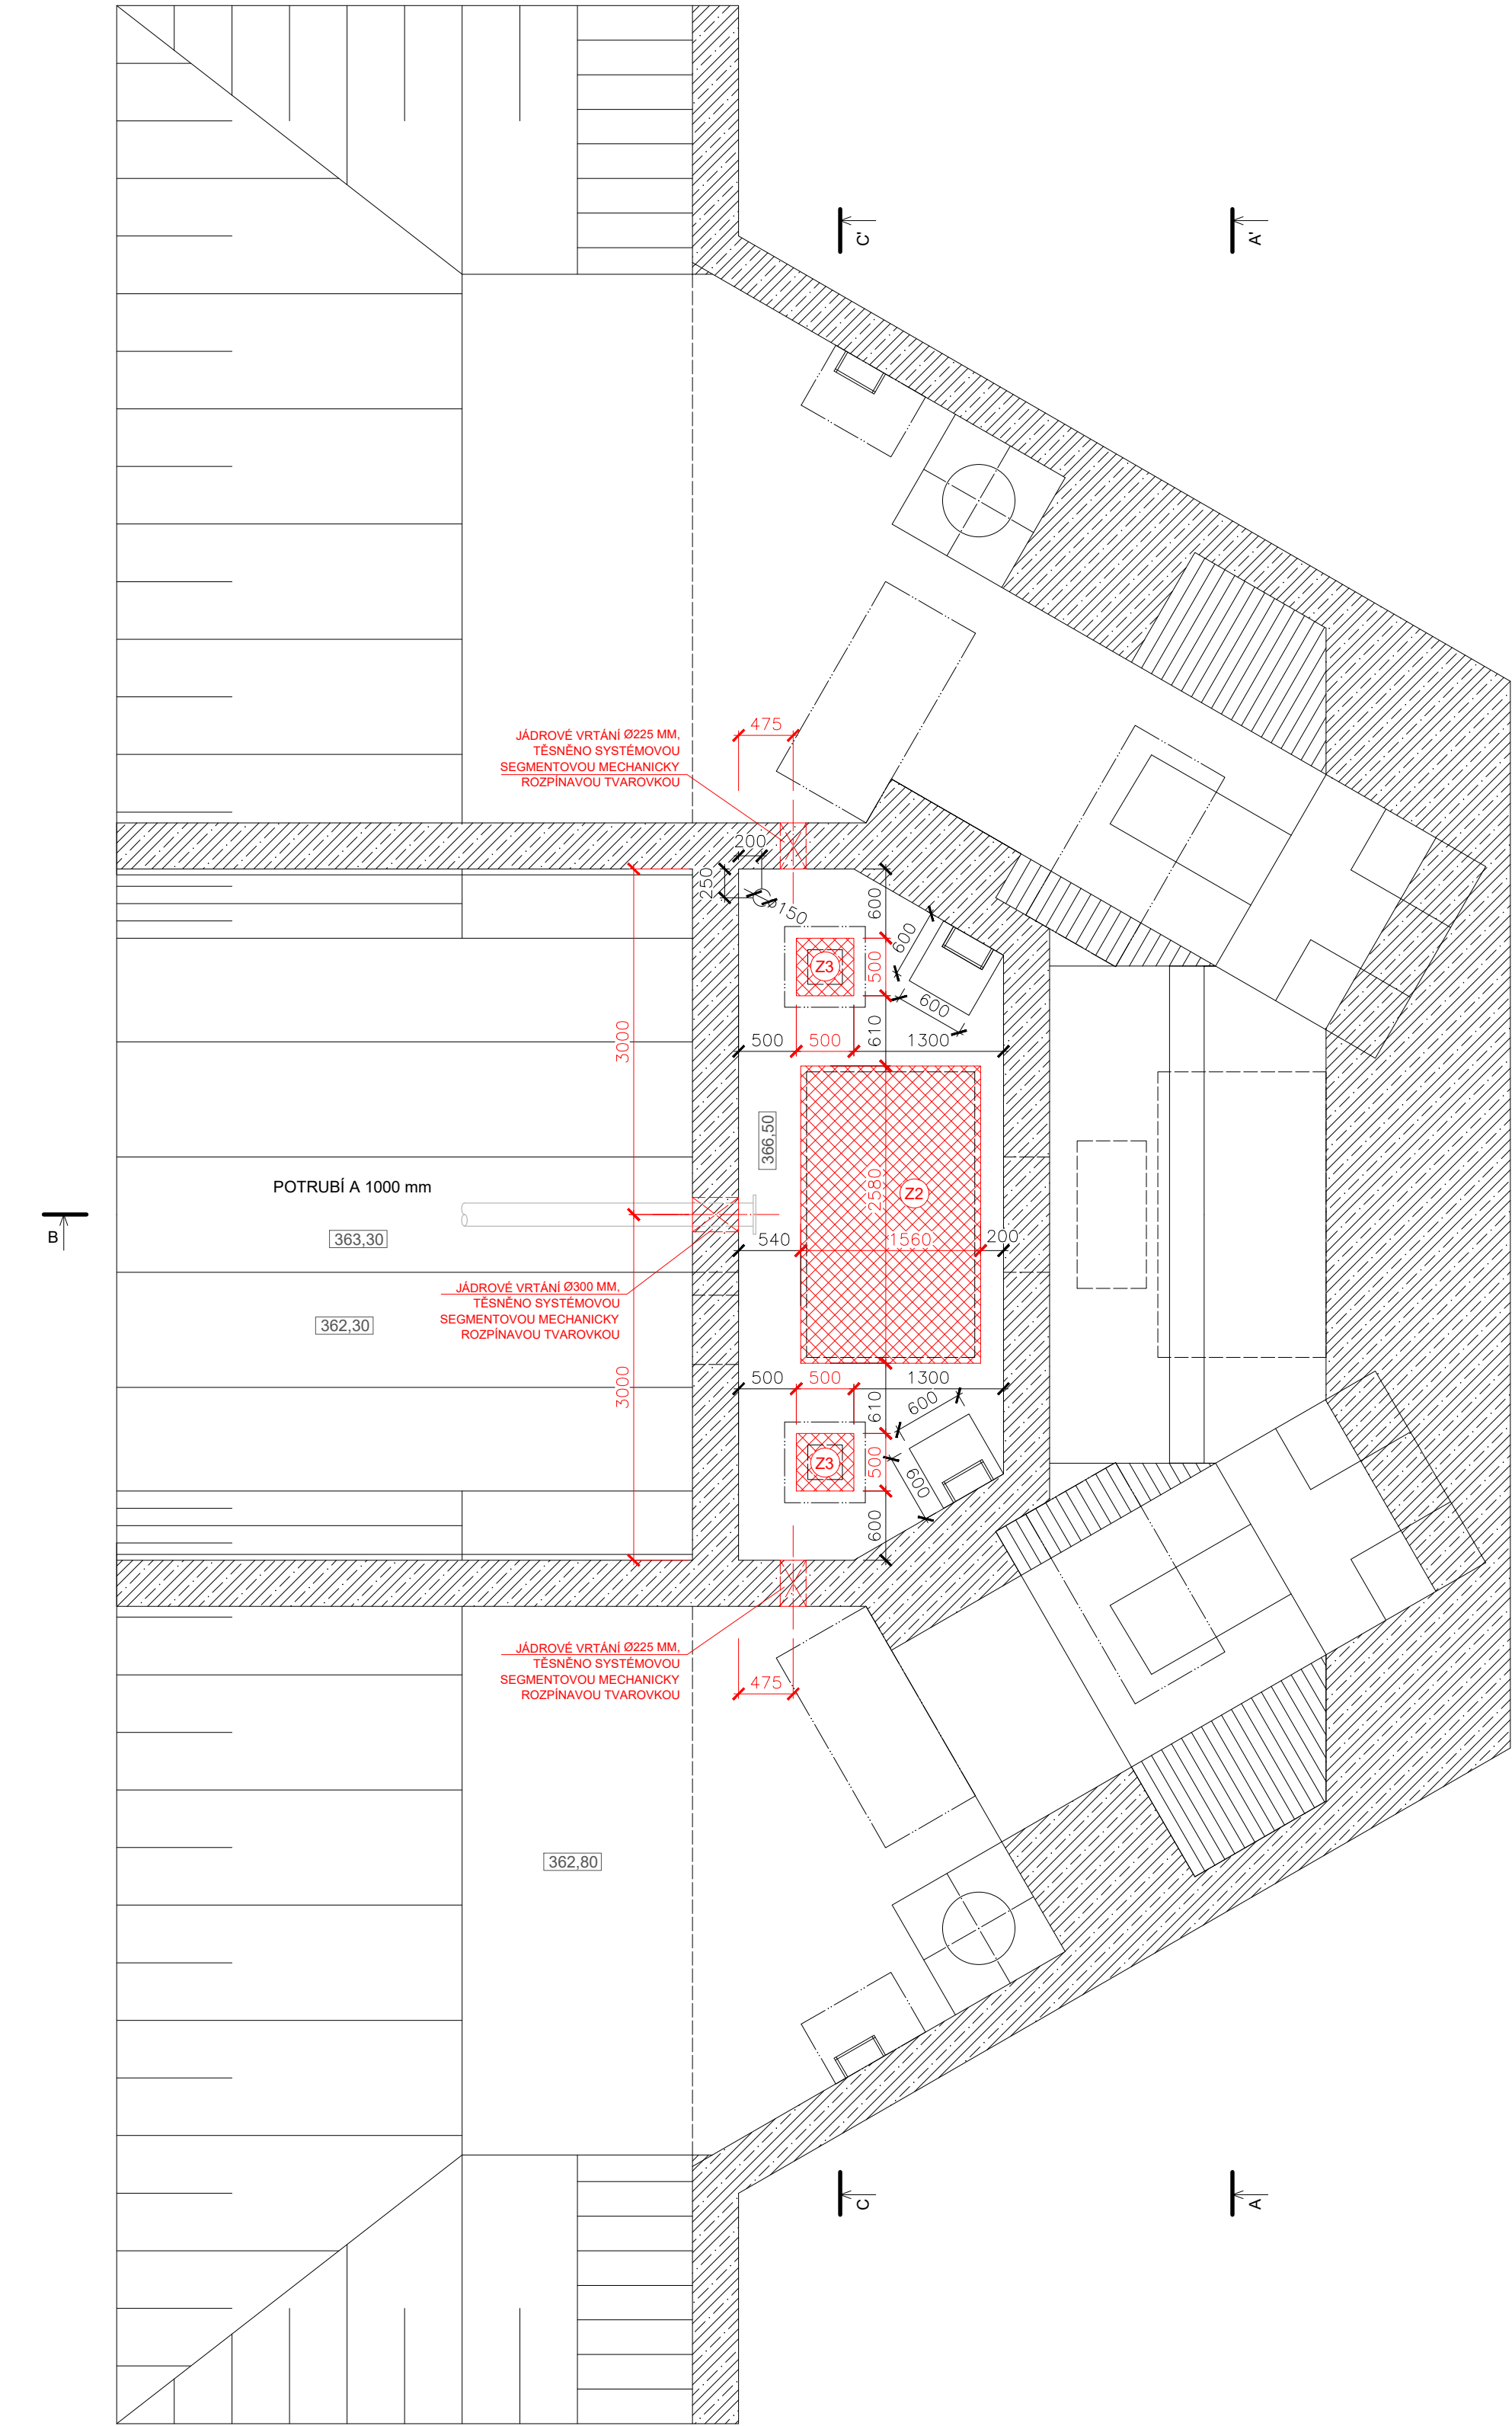 C'
A'
475
JÁDROVÉ VRTÁNÍ Ø225 MM,
TĚSNĚNO SYSTÉMOVOU
SEGMENTOVOU MECHANICKY
ROZPÍNAVOU TVAROVKOU
200
250
Ø150
600
600
Z3
500
600
3000
610
500
500
1300
366,50
POTRUBÍ A 1000 mm
2580
Z2
B
363,30
540
1560
200
JÁDROVÉ VRTÁNÍ Ø300 MM,
TĚSNĚNO SYSTÉMOVOU
SEGMENTOVOU MECHANICKY
ROZPÍNAVOU TVAROVKOU
362,30
3000
500
500
1300
610
600
Z3
500
600
600
JÁDROVÉ VRTÁNÍ Ø225 MM,
TĚSNĚNO SYSTÉMOVOU
SEGMENTOVOU MECHANICKY
ROZPÍNAVOU TVAROVKOU
475
362,80
C
A